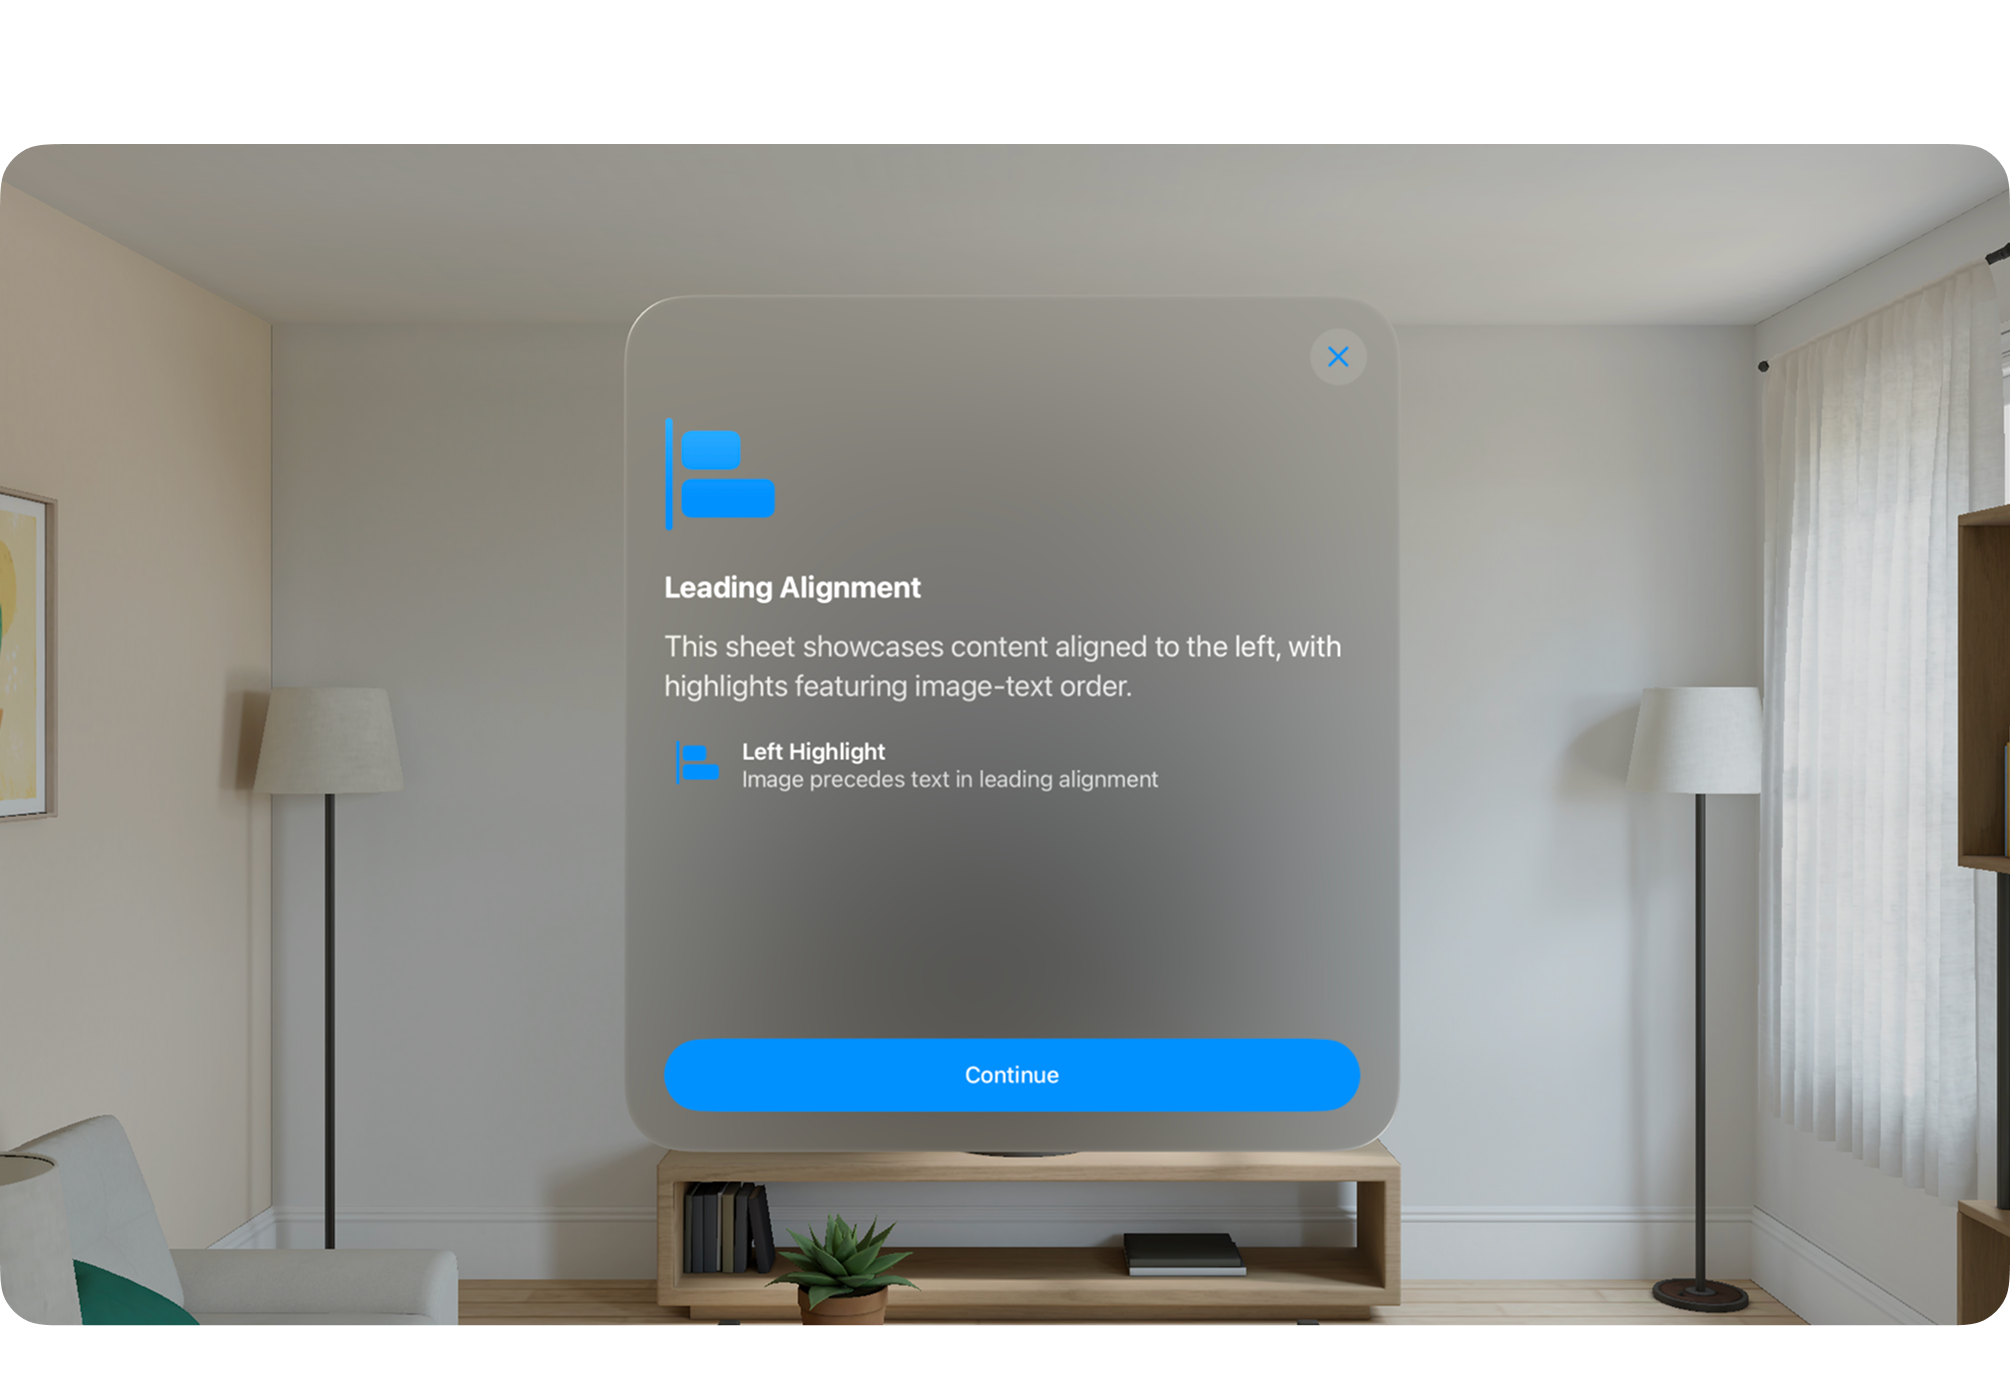 Leading Alignment
This sheet showcases content aligned to the left, with
highlights featuring image-text order.
Left Highlight
Image precedes text in leading alignment
Continue